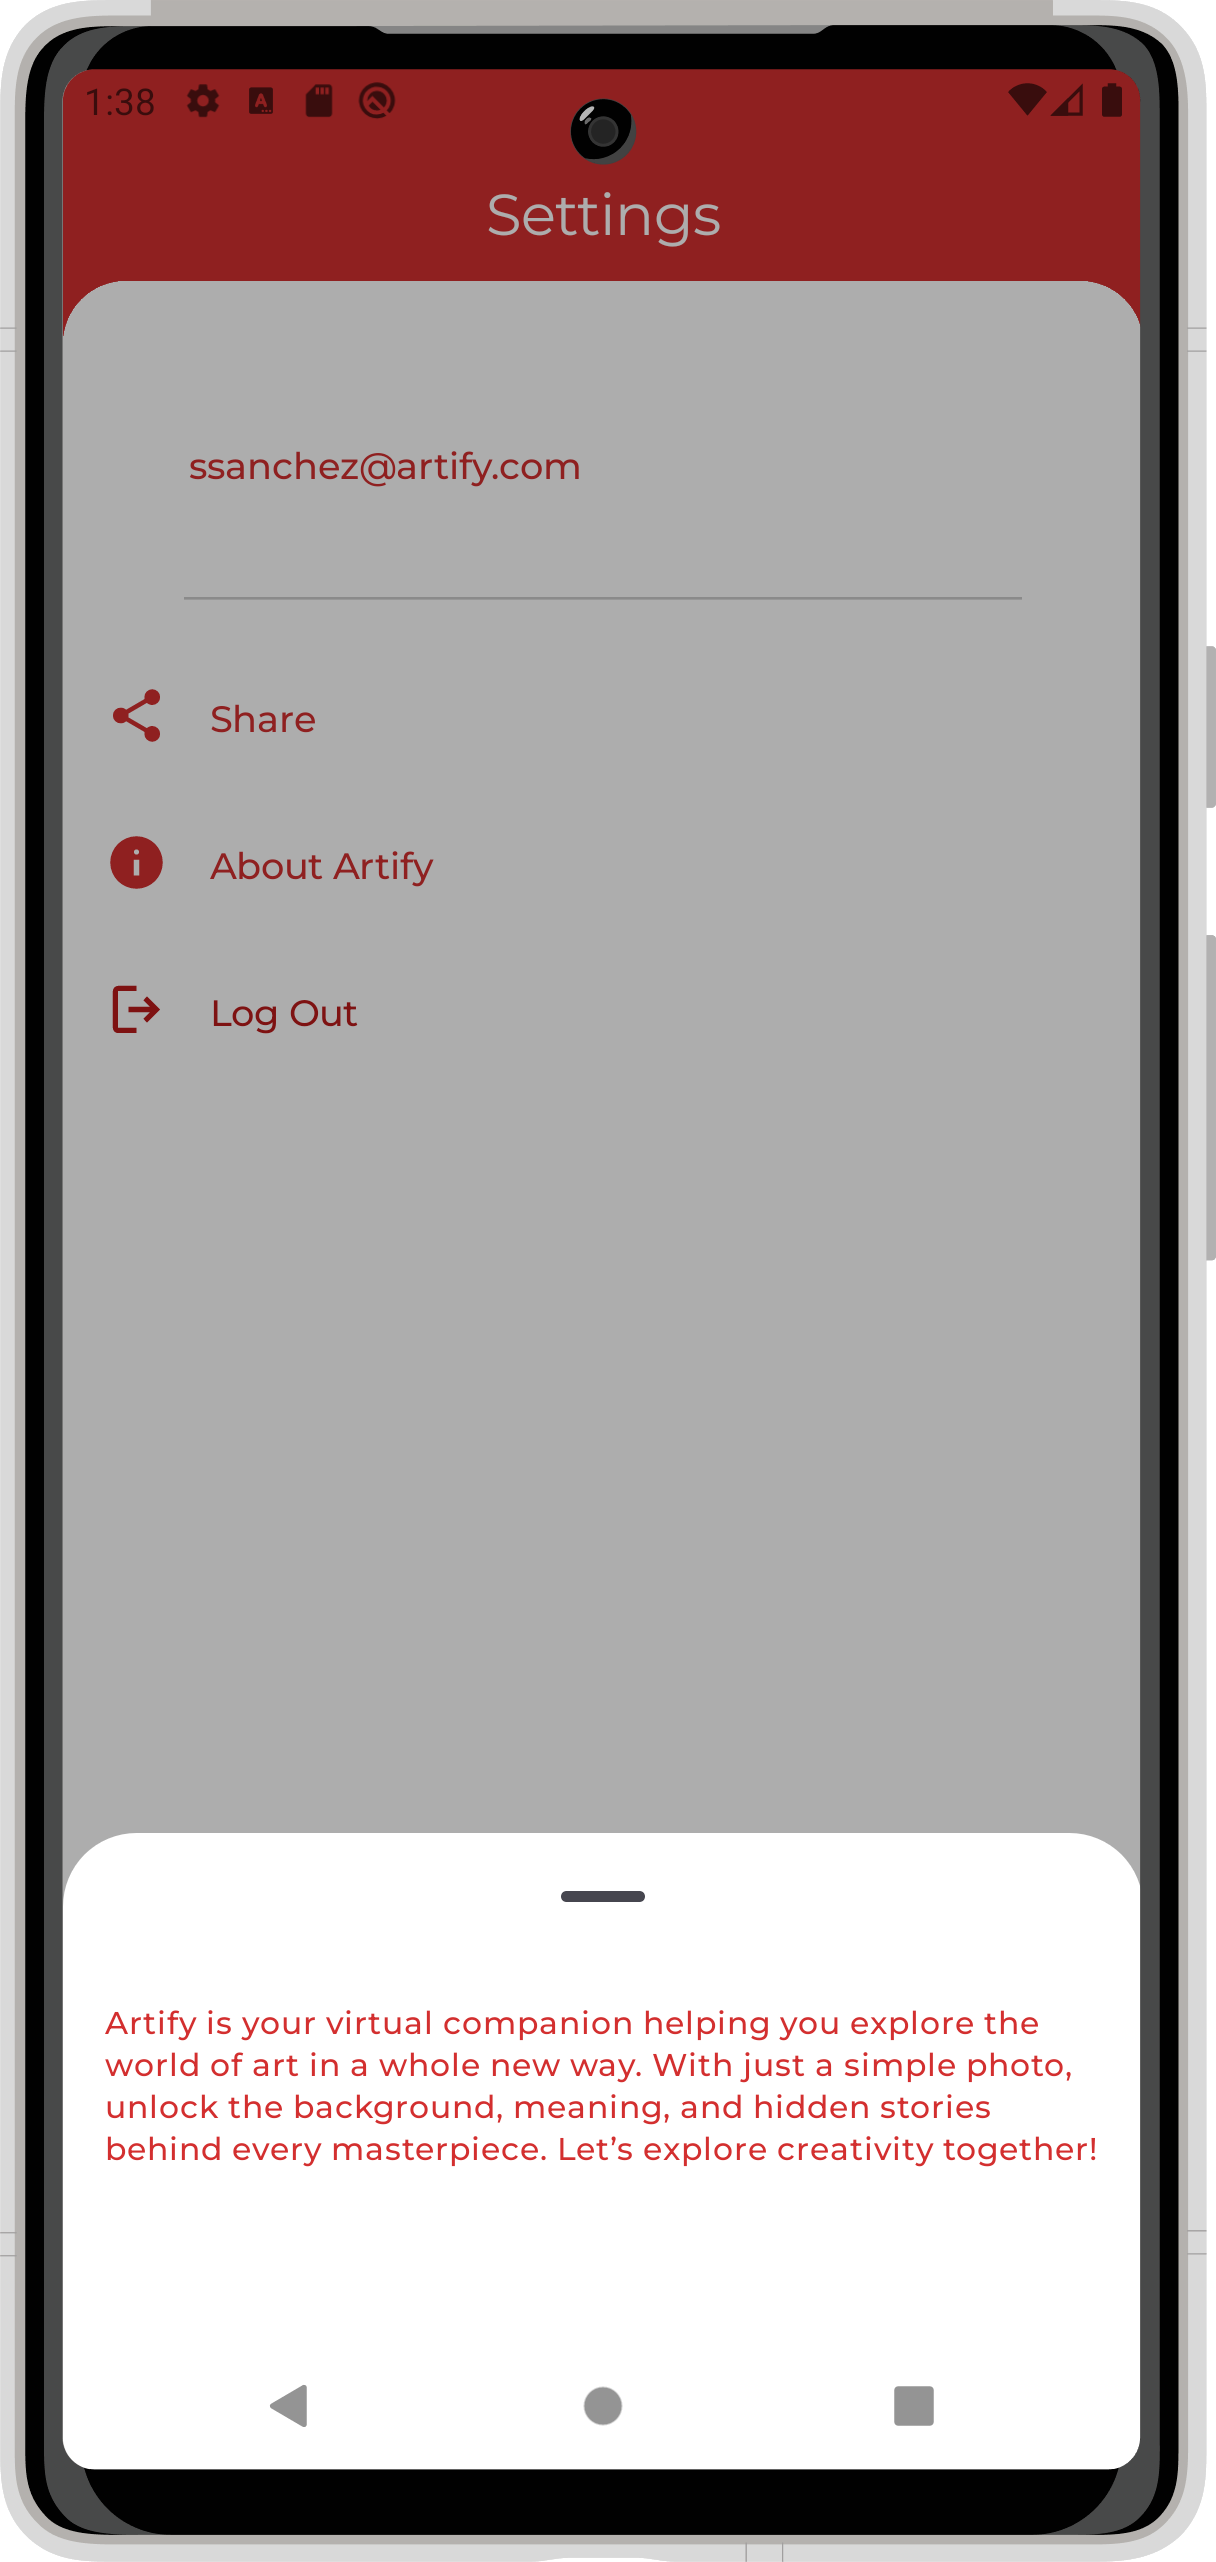 1:38
Settings
ssanchez@artify.com
Share
About Artify
Log Out
Artify is your virtual companion helping you explore the
world of art in a whole new way. With just a simple photo,
unlock the background, meaning, and hidden stories
behind every masterpiece. Let’s explore creativity together!